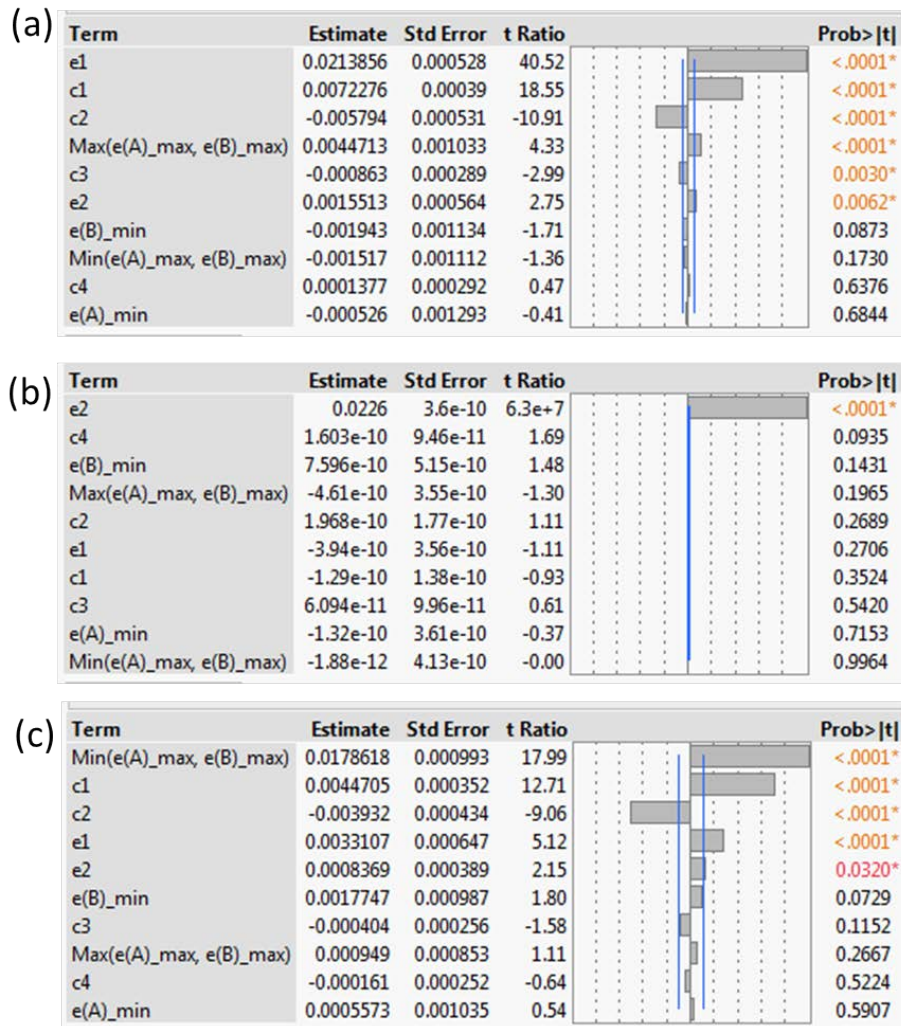 (a)
Term Estimate Std Error t Ratio Prob>|t|
e1 0.0213856 0.000528 40.52 <.0001*
c1 0.0072276 0.00039 18.55 <.0001*
c2 -0.005794 0.000531 -10.91 <.0001*
Max(e(A)_max, e(B)_max) 0.0044713 0.001033 4.33 <.0001*
c3 -0.000863 0.000289 -2.99 0.0030*
e2 0.0015513 0.000564 2.75 0.0062*
e(B)_min -0.001943 0.001134 -1.71 0.0873
Min(e(A)_max, e(B)_max) -0.001517 0.001112 -1.36 0.1730
c4 0.0001377 0.000292 0.47 0.6376
e(A)_min -0.000526 0.001293 -0.41 0.6844
(b)
Term Estimate Std Error t Ratio Prob>|t|
e2 0.0226 3.6e-10 6.3e+7 <.0001*
c4 1.603e-10 9.46e-11 1.69 0.0935
e(B)_min 7.596e-10 5.15e-10 1.48 0.1431
Max(e(A)_max, e(B)_max) -4.61e-10 3.55e-10 -1.30 0.1965
c2 1.968e-10 1.77e-10 1.11 0.2689
e1 -3.94e-10 3.56e-10 -1.11 0.2706
c1 -1.29e-10 1.38e-10 -0.93 0.3524
c3 6.094e-11 9.96e-11 0.61 0.5420
e(A)_min -1.32e-10 3.61e-10 -0.37 0.7153
Min(e(A)_max, e(B)_max) -1.88e-12 4.13e-10 -0.00 0.9964
(c)
Term Estimate Std Error t Ratio Prob>|t|
Min(e(A)_max, e(B)_max) 0.0178618 0.000993 17.99 <.0001*
c1 0.0044705 0.000352 12.71 <.0001*
c2 -0.003932 0.000434 -9.06 <.0001*
e1 0.0033107 0.000647 5.12 <.0001*
e2 0.0008369 0.000389 2.15 0.0320*
e(B)_min 0.0017747 0.000987 1.80 0.0729
c3 -0.000404 0.000256 -1.58 0.1152
Max(e(A)_max, e(B)_max) 0.000949 0.000853 1.11 0.2667
c4 -0.000161 0.000252 -0.64 0.5224
e(A)_min 0.0005573 0.001035 0.54 0.5907